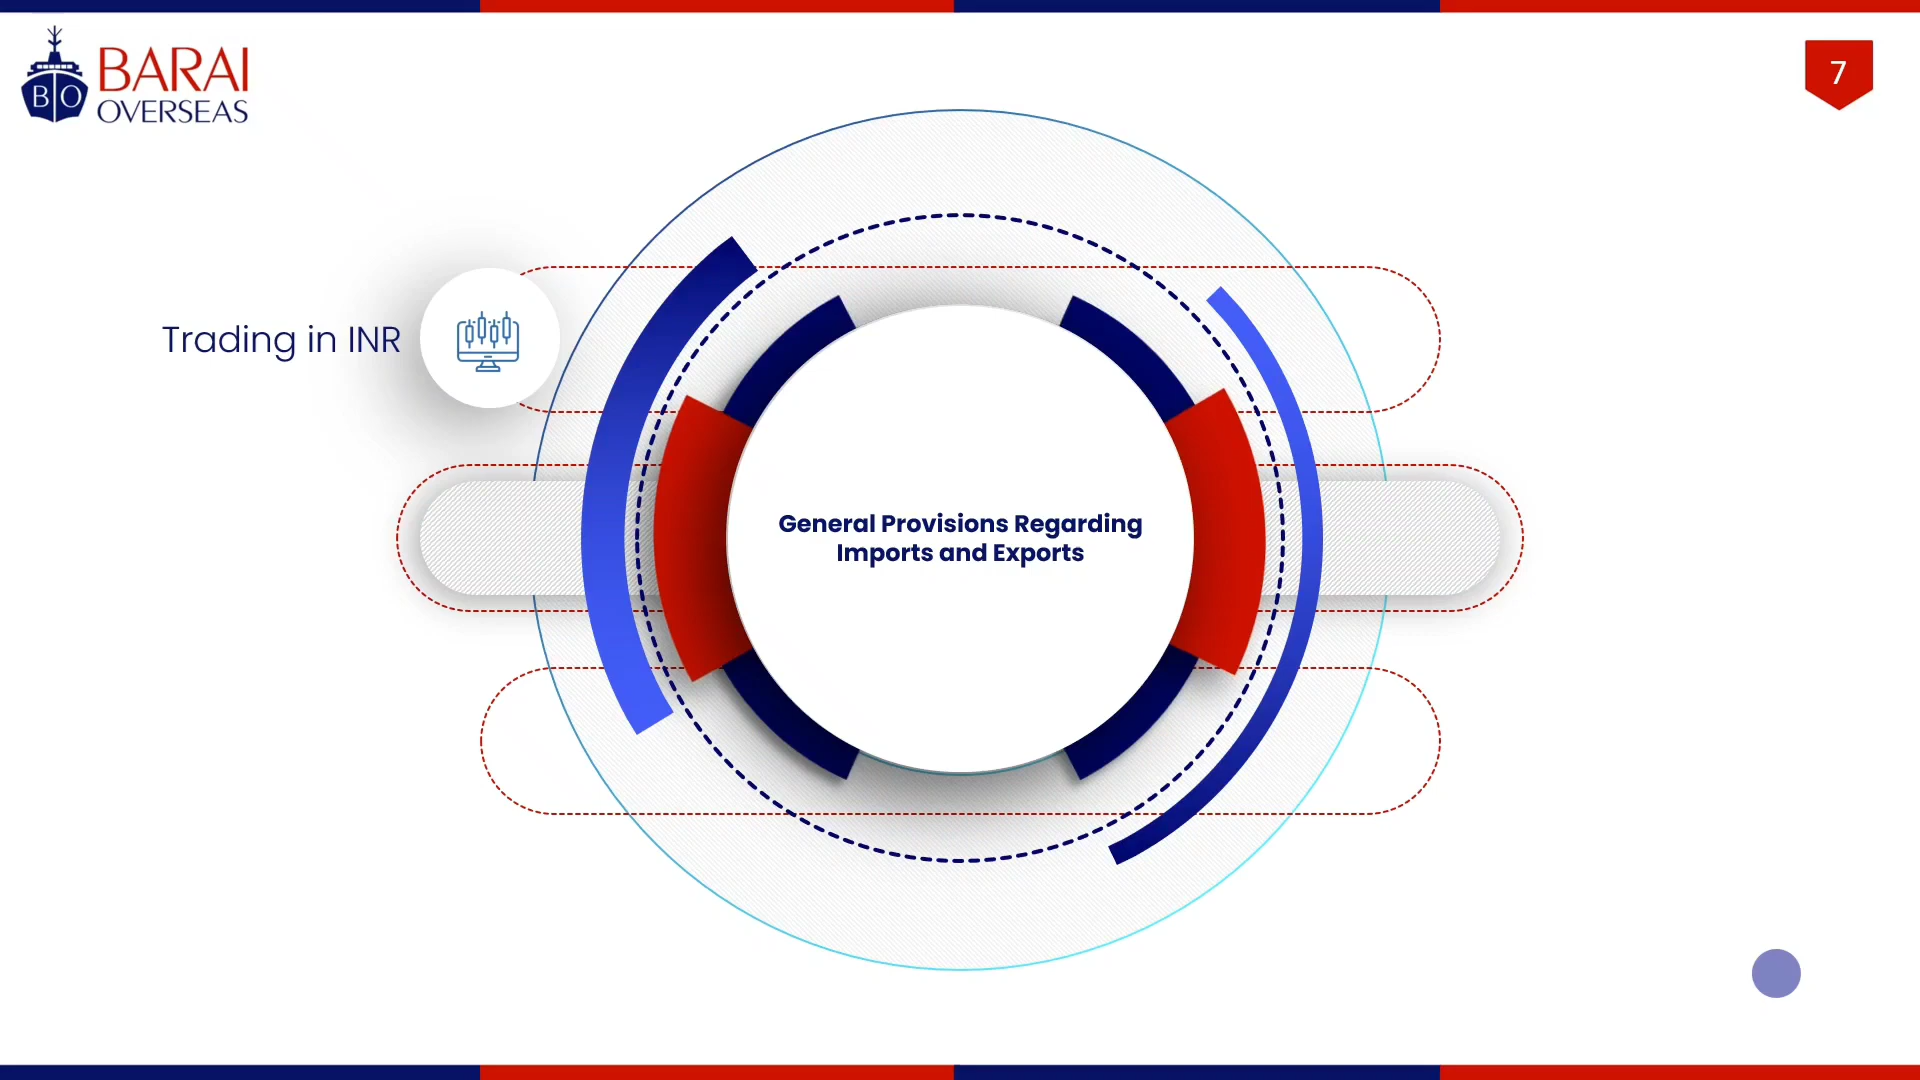 BARAI
BO
OVERSEAS
7
Trading in INR
General Provisions Regarding
Imports and Exports